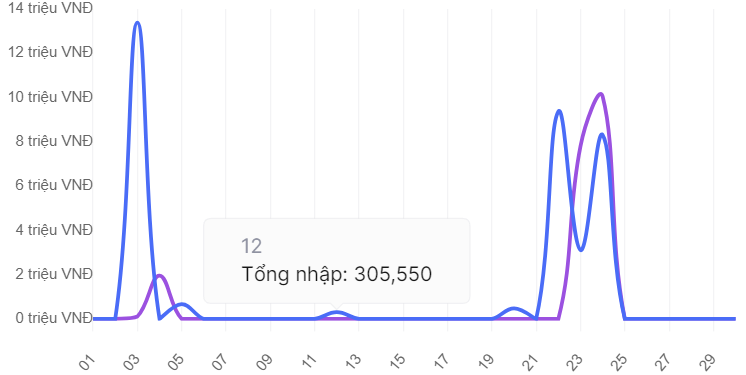 14 triệu VNĐ
12 triệu VNĐ
10 triệu VNĐ
8 triệu VNĐ
6 triệu VNĐ
4 triệu VNĐ
2 triệu VNĐ
0 triệu VNĐ
12
Tổng nhập: 305,550
01 03 05 07 09 11 13 15 17 19 21 23 25 27 29